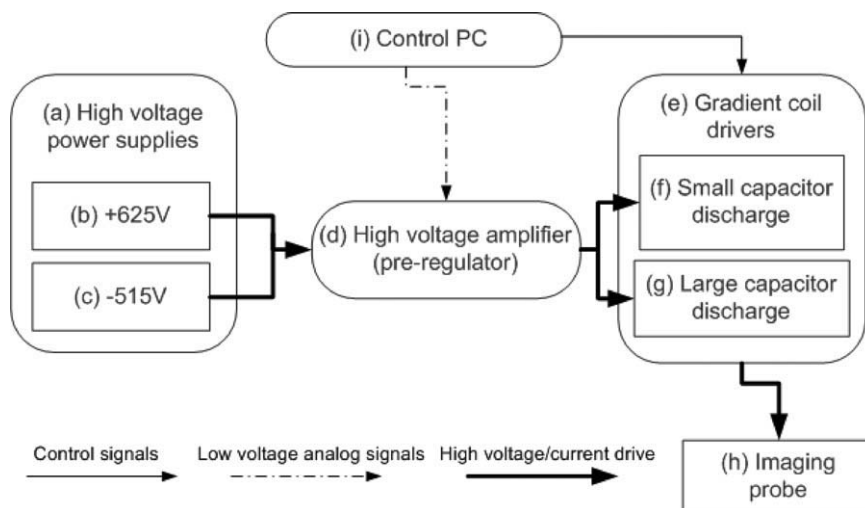 (i) Control PC
(a) High voltage
power supplies
(b) +625V
(c) -515V
(d) High voltage amplifier
(pre-regulator)
(e) Gradient coil
drivers
(f) Small capacitor
discharge
(g) Large capacitor
discharge
(h) Imaging
probe
Control signals
Low voltage analog signals
High voltage/current drive